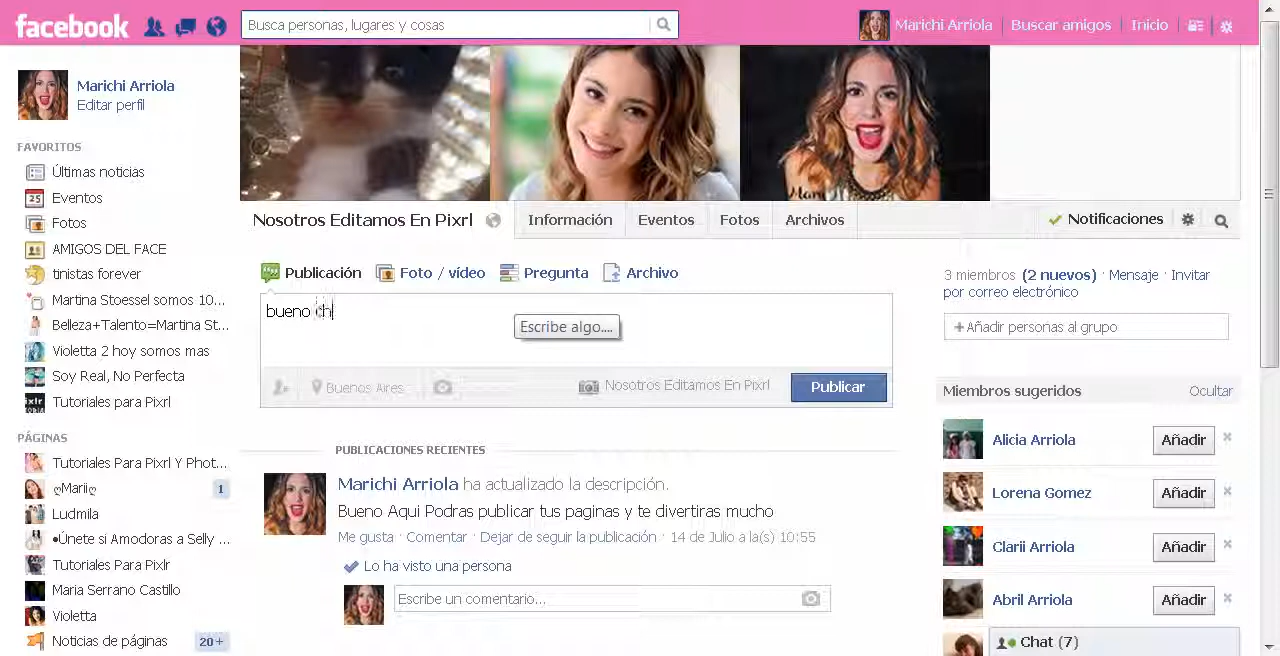 facebook
Busca personas, lugares y cosas
Marichi Arriola
Buscar amigos
Inicio
Marichi Arriola
Editar perfil
FAVORITOS
Últimas noticias
Eventos
Fotos
AMIGOS DEL FACE
tinistas forever
Martina Stoessel somos 10...
Belleza+Talento=Martina St...
Violetta 2 hoy somos mas
Soy Real, No Perfecta
Tutoriales para Pixrl
PÁGINAS
Tutoriales Para Pixrl Y Phot...
ღMariiღ 1
Ludmila
•Únete si Amodoras a Selly ...
Tutoriales Para Pixlr
Maria Serrano Castillo
Violetta
Noticias de páginas 20+
Nosotros Editamos En Pixrl
Información
Eventos
Fotos
Archivos
Notificaciones
Publicación
Foto / vídeo
Pregunta
Archivo
bueno ch
Escribe algo....
Buenos Aires
Nosotros Editamos En Pixrl
Publicar
PUBLICACIONES RECIENTES
Marichi Arriola ha actualizado la descripción.
Bueno Aqui Podras publicar tus paginas y te divertiras mucho
Me gusta · Comentar · Dejar de seguir la publicación · 14 de Julio a la(s) 10:55
Lo ha visto una persona
Escribe un comentario...
3 miembros (2 nuevos) · Mensaje · Invitar
por correo electrónico
+ Añadir personas al grupo
Miembros sugeridos
Ocultar
Alicia Arriola
Añadir
Lorena Gomez
Añadir
Clarii Arriola
Añadir
Abril Arriola
Añadir
Chat (7)